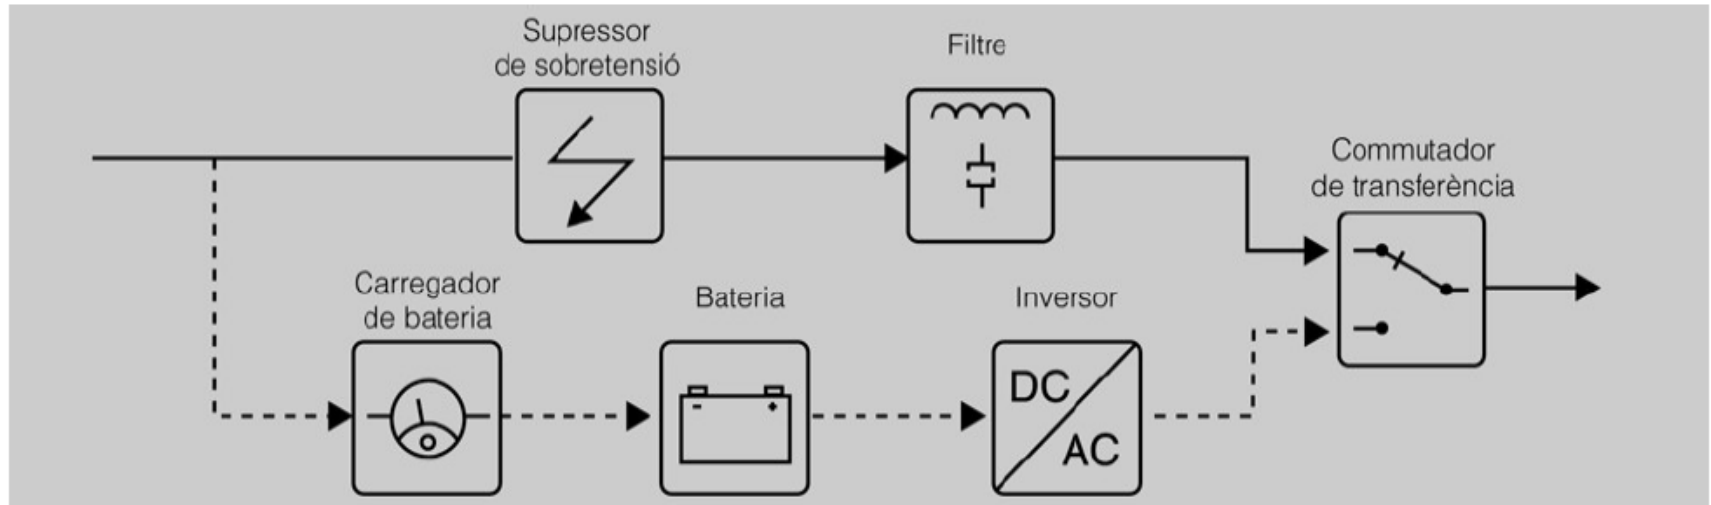 Supressor
de sobretensió
Filtre
Commutador
de transferència
Carregador
de bateria
Bateria
Inversor
- +
DC
AC